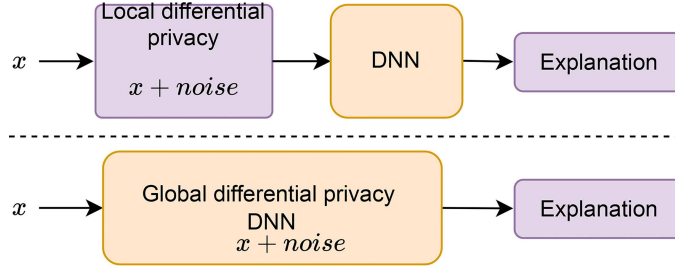 Local differential
privacy
x
x + noise
DNN
Explanation
x
Global differential privacy
DNN
x + noise
Explanation